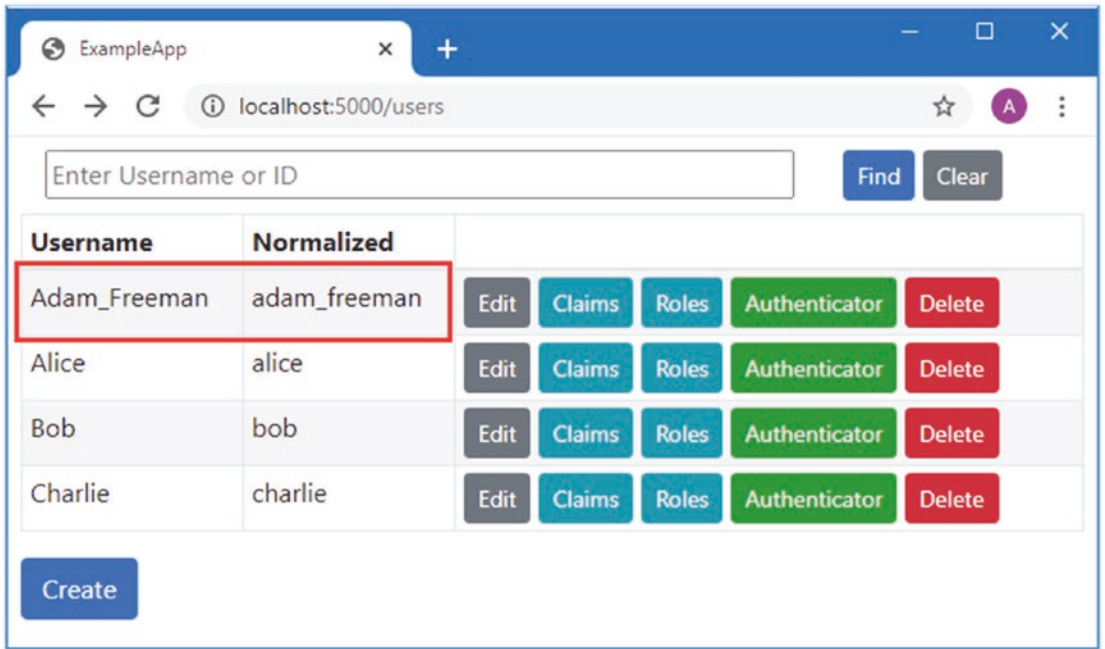 ExampleApp
localhost:5000/users
A
Enter Username or ID
Find Clear
Username Normalized
Adam_Freeman adam_freeman Edit Claims Roles Authenticator Delete
Alice alice Edit Claims Roles Authenticator Delete
Bob bob Edit Claims Roles Authenticator Delete
Charlie charlie Edit Claims Roles Authenticator Delete
Create